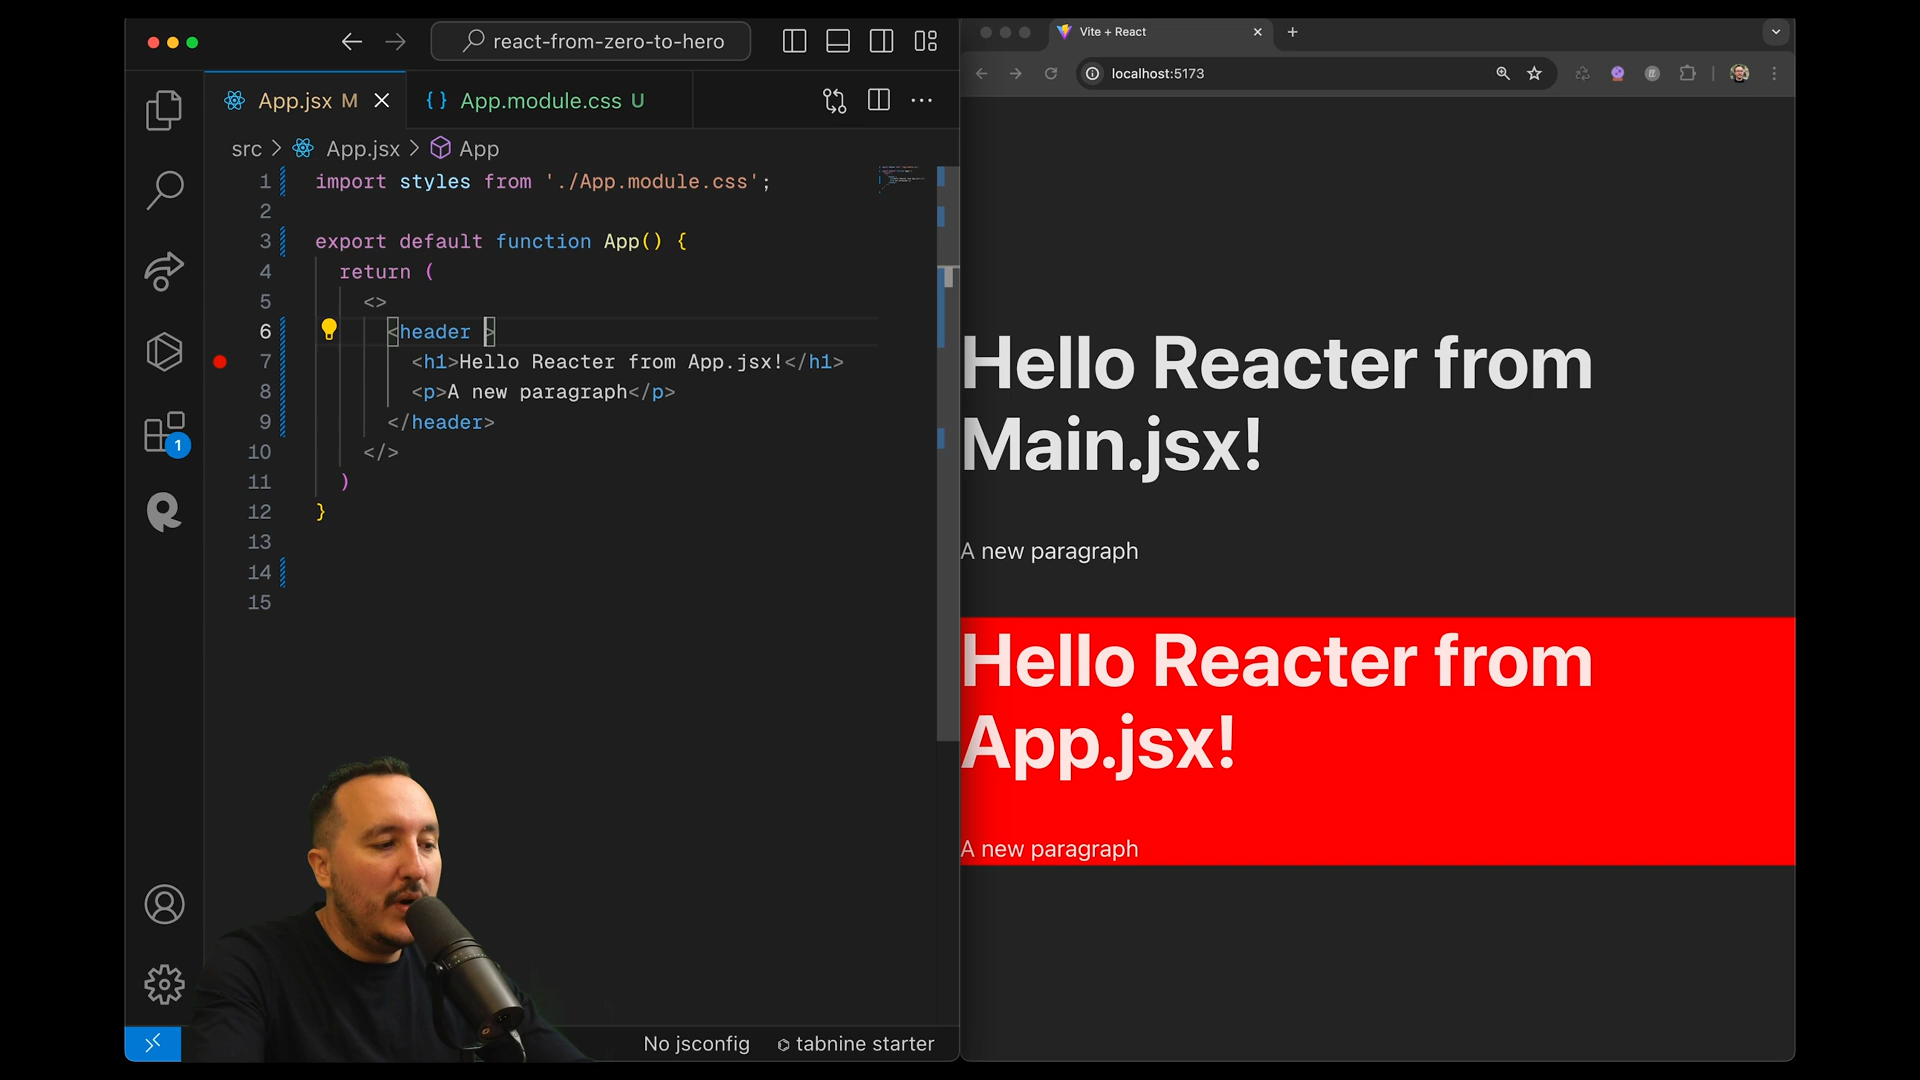 react-from-zero-to-hero
App.jsx M
App.module.css U
src > App.jsx > App
1 import styles from './App.module.css';
2
3 export default function App() {
4 return (
5 <>
6 <header >
7 <h1>Hello Reacter from App.jsx!</h1>
8 <p>A new paragraph</p>
9 </header>
10 </>
11 )
12 }
13
14
15
1
No jsconfig
tabnine starter
Vite + React
localhost:5173
Hello Reacter from
Main.jsx!
A new paragraph
Hello Reacter from
App.jsx!
A new paragraph